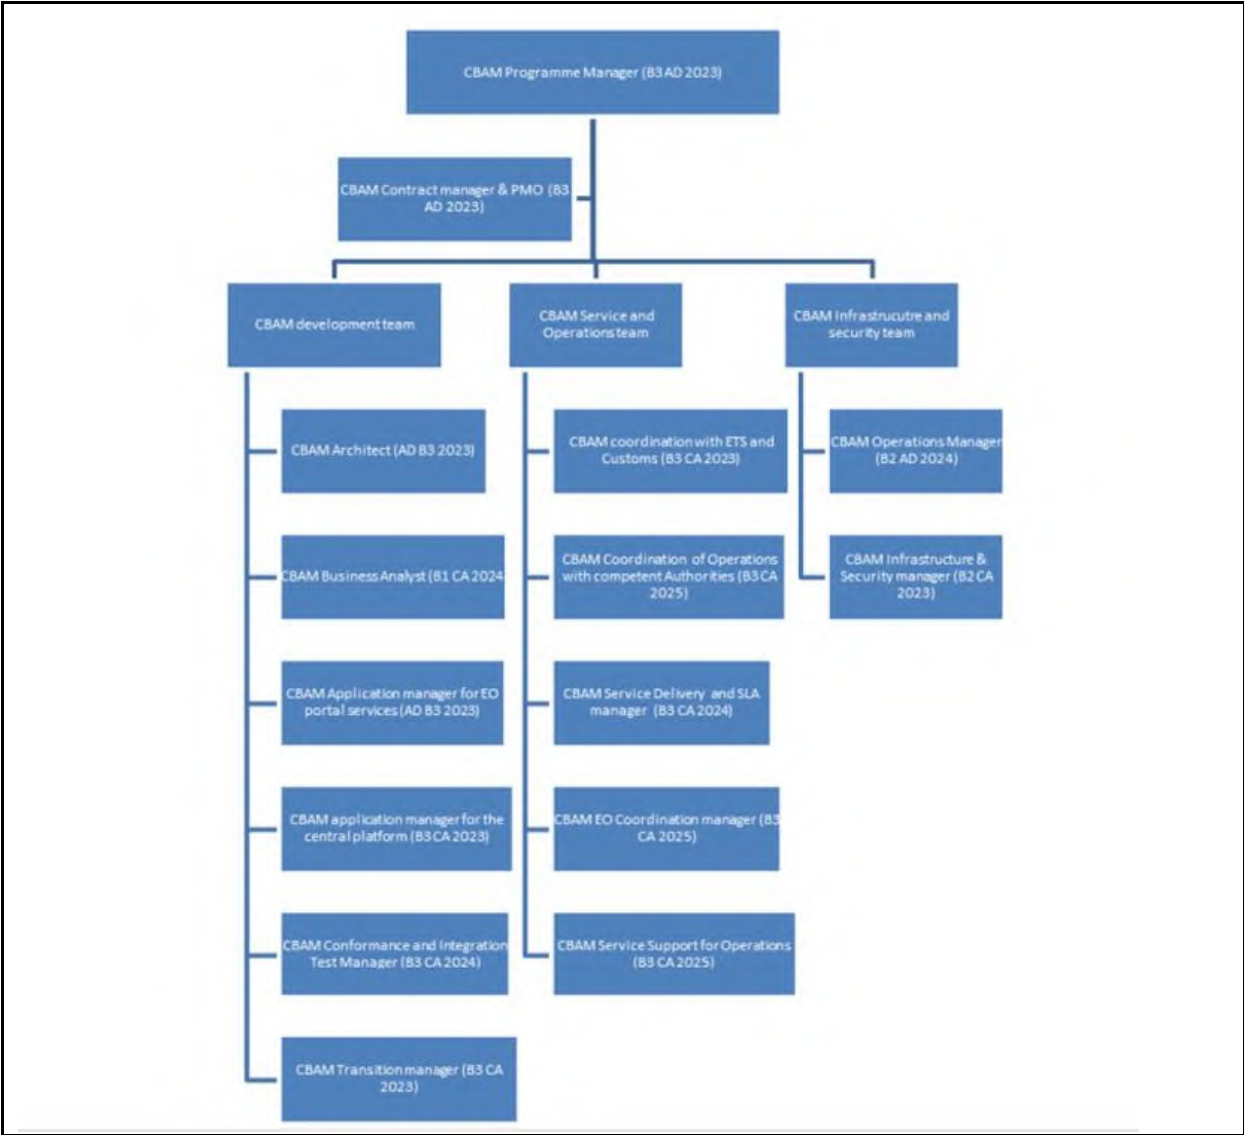 CBAM Programme Manager (B3 AD 2023)
CBAM Contract manager & PMO (B3
AD 2023)
CBAM development team
CBAM Service and
Operations team
CBAM Infrastrucutre and
security team
CBAM Architect (AD B3 2023)
CBAM Business Analyst (B1 CA 2024
CBAM Application manager for EO
portal services (AD B3 2023)
CBAM application manager for the
central platform (B3 CA 2023)
CBAM Conformance and Integration
Test Manager (B3 CA 2024)
CBAM Transition manager (B3 CA
2023)
CBAM coordination with ETS and
Customs (B3 CA 2023)
CBAM Coordination of Operations
with competent Authorities (B3 CA
2025)
CBAM Service Delivery and SLA
manager (B3 CA 2024)
CBAM EO Coordination manager (B3
CA 2025)
CBAM Service Support for Operations
(B3 CA 2025)
CBAM Operations Manager
(B2 AD 2024)
CBAM Infrastructure &
Security manager (B2 CA
2023)